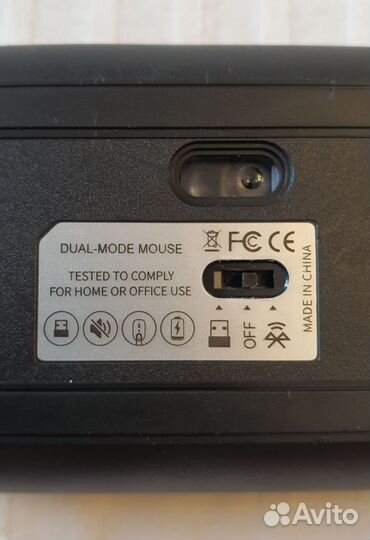 DUAL-MODE MOUSE
TESTED TO COMPLY
FOR HOME OR OFFICE USE
FC CE
OFF
MADE IN CHINA
Avito